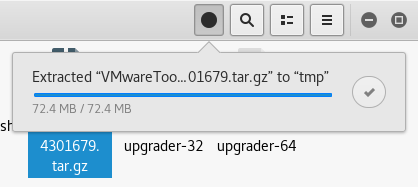 Extracted “VMwareToo...01679.tar.gz” to “tmp”
72.4 MB / 72.4 MB
sh
4301679.
tar.gz
upgrader-32
upgrader-64